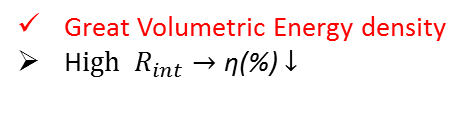 ✓ Great Volumetric Energy density
➢ High R_int → η(%)↓